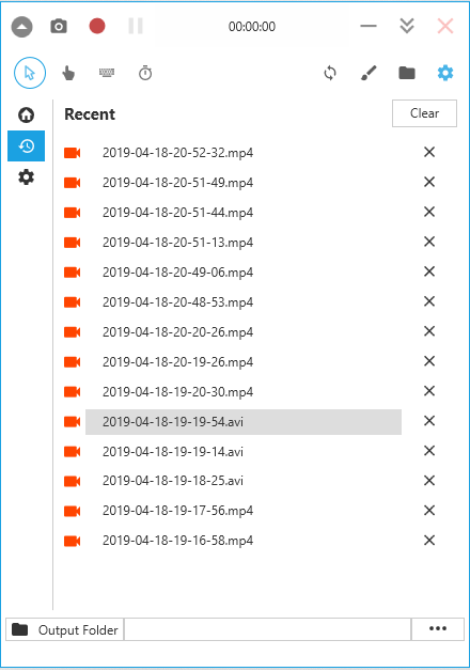 00:00:00
Recent
Clear
2019-04-18-20-52-32.mp4
2019-04-18-20-51-49.mp4
2019-04-18-20-51-44.mp4
2019-04-18-20-51-13.mp4
2019-04-18-20-49-06.mp4
2019-04-18-20-48-53.mp4
2019-04-18-20-20-26.mp4
2019-04-18-20-19-26.mp4
2019-04-18-19-20-30.mp4
2019-04-18-19-19-54.avi
2019-04-18-19-19-14.avi
2019-04-18-19-18-25.avi
2019-04-18-19-17-56.mp4
2019-04-18-19-16-58.mp4
Output Folder